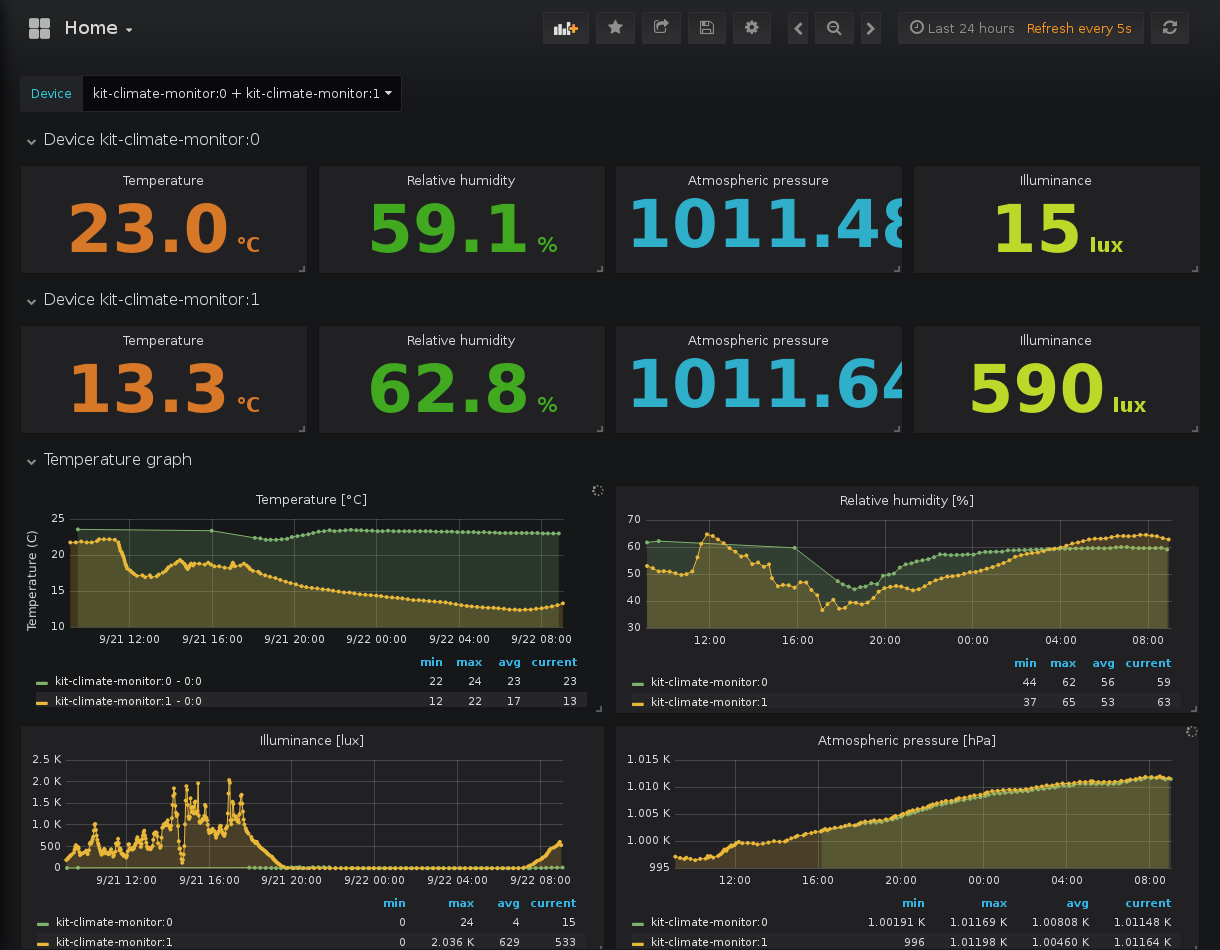 Home
Last 24 hours Refresh every 5s
Device kit-climate-monitor:0 + kit-climate-monitor:1
Device kit-climate-monitor:0
Temperature Relative humidity Atmospheric pressure Illuminance
23.0 °C 59.1 % 1011.48 15 lux
Device kit-climate-monitor:1
Temperature Relative humidity Atmospheric pressure Illuminance
13.3 °C 62.8 % 1011.64 590 lux
Temperature graph
Temperature [°C]
Temperature (C)
25
20
15
10
9/21 12:00 9/21 16:00 9/21 20:00 9/22 00:00 9/22 04:00 9/22 08:00
min max avg current
kit-climate-monitor:0 - 0:0 22 24 23 23
kit-climate-monitor:1 - 0:0 12 22 17 13
Relative humidity [%]
70
60
50
40
30
12:00 16:00 20:00 00:00 04:00 08:00
min max avg current
kit-climate-monitor:0 44 62 56 59
kit-climate-monitor:1 37 65 53 63
Illuminance [lux]
2.5 K
2.0 K
1.5 K
1.0 K
500
0
9/21 12:00 9/21 16:00 9/21 20:00 9/22 00:00 9/22 04:00 9/22 08:00
min max avg current
kit-climate-monitor:0 0 24 4 15
kit-climate-monitor:1 0 2.036 K 629 533
Atmospheric pressure [hPa]
1.015 K
1.010 K
1.005 K
1.000 K
995
12:00 16:00 20:00 00:00 04:00 08:00
min max avg current
kit-climate-monitor:0 1.00191 K 1.01169 K 1.00808 K 1.01148 K
kit-climate-monitor:1 996 1.01198 K 1.00460 K 1.01164 K